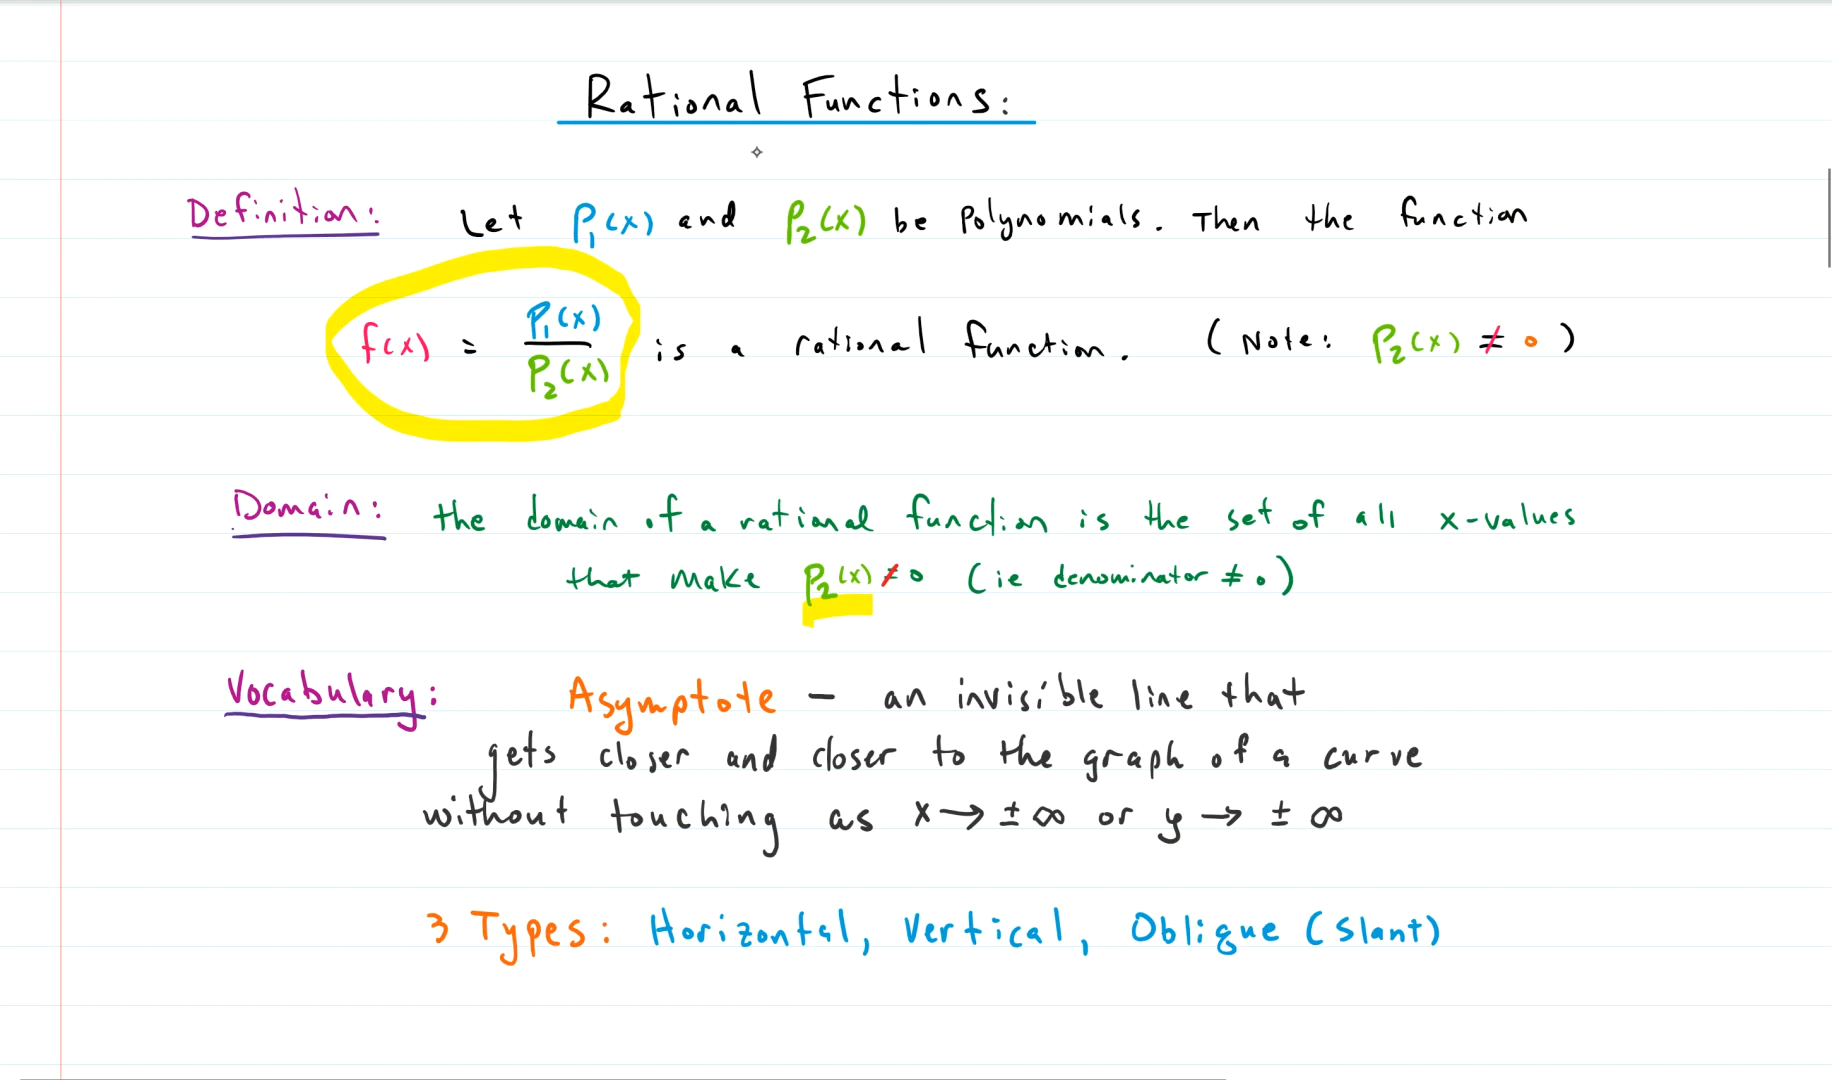 Rational Functions:
Definition: Let P₁(x) and P₂(x) be Polynomials. Then the function
f(x) = P₁(x)/P₂(x) is a rational function. (Note: P₂(x) ≠ 0)
Domain: the domain of a rational function is the set of all x-values
that make P₂(x) ≠ 0 (ie denominator ≠ 0)
Vocabulary: Asymptote – an invisible line that
gets closer and closer to the graph of a curve
without touching as x → ± ∞ or y → ± ∞
3 Types: Horizontal, Vertical, Oblique (Slant)